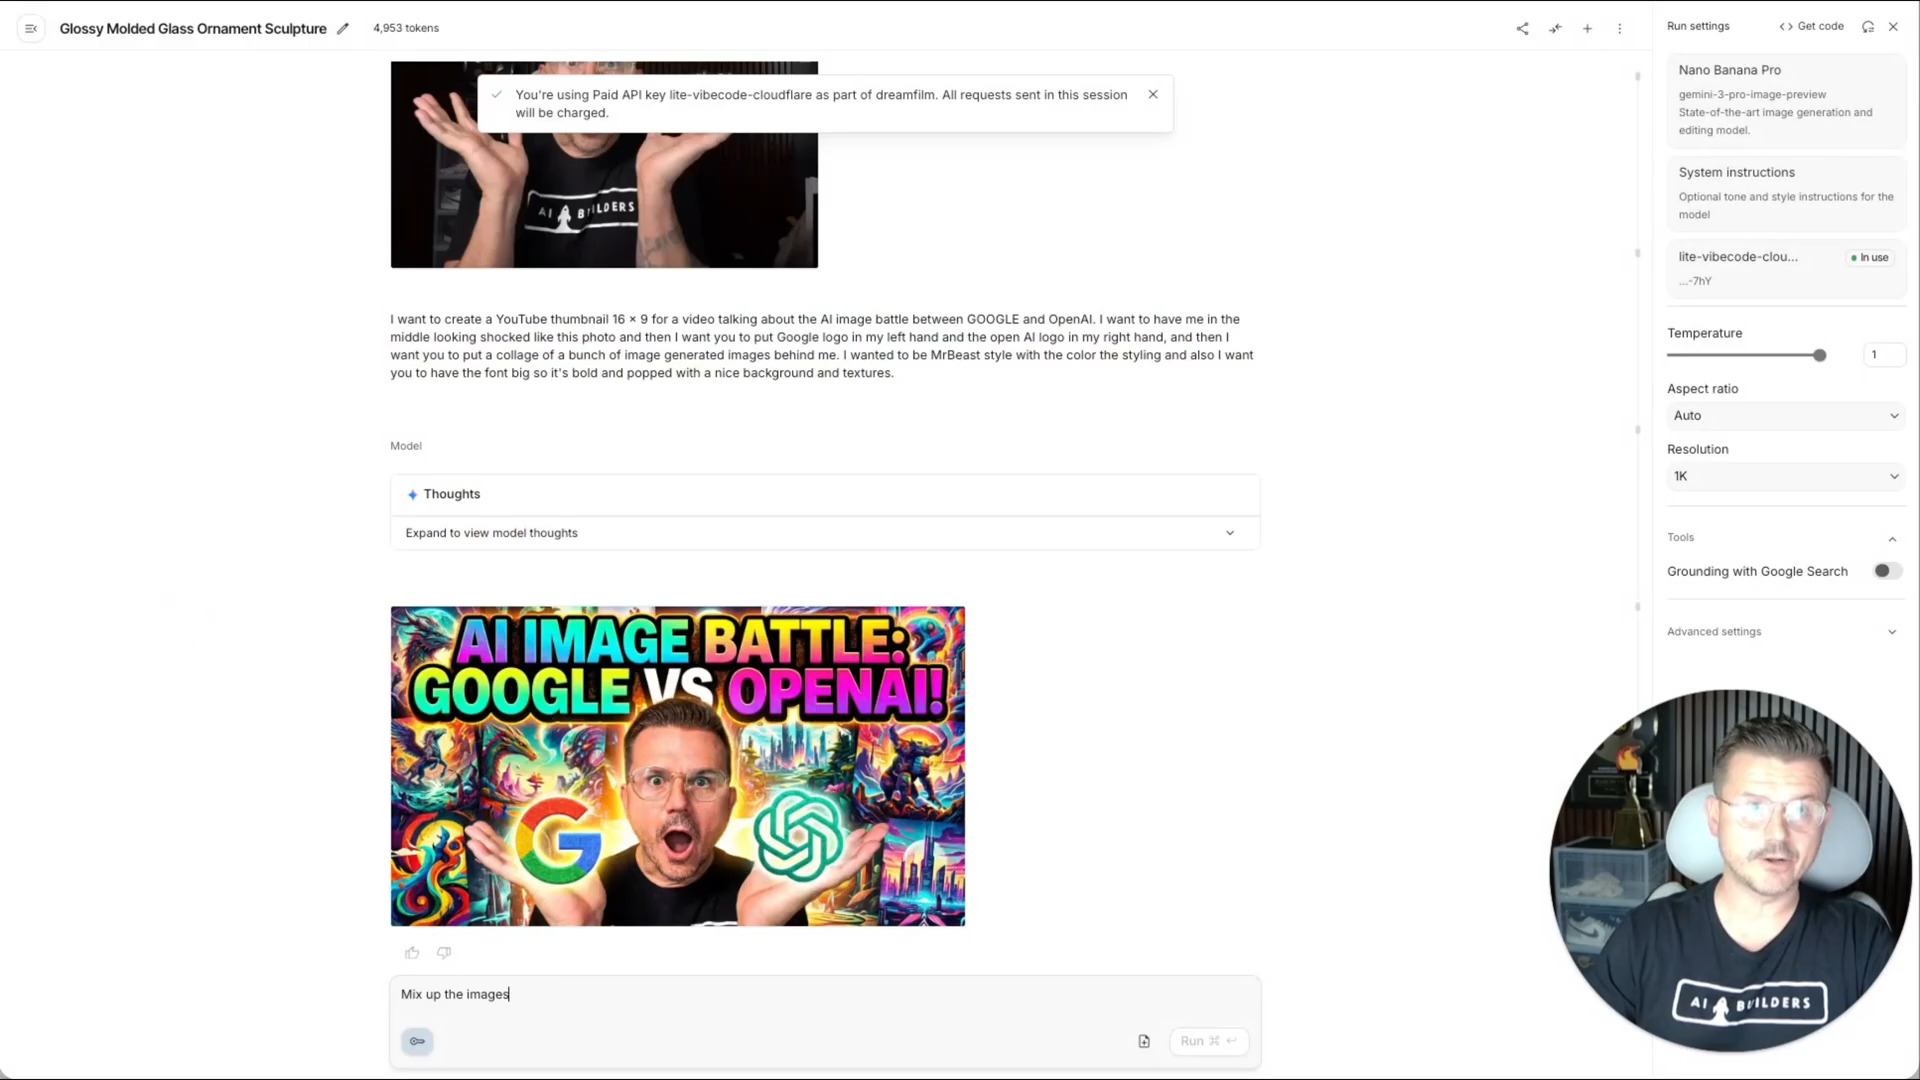 Glossy Molded Glass Ornament Sculpture
4,953 tokens
You're using Paid API key lite-vibecode-cloudflare as part of dreamfilm. All requests sent in this session
will be charged.
AI BUILDERS
I want to create a YouTube thumbnail 16 × 9 for a video talking about the AI image battle between GOOGLE and OpenAI. I want to have me in the
middle looking shocked like this photo and then I want you to put Google logo in my left hand and the open AI logo in my right hand, and then I
want you to put a collage of a bunch of image generated images behind me. I wanted to be MrBeast style with the color the styling and also I want
you to have the font big so it's bold and popped with a nice background and textures.
Model
Thoughts
Expand to view model thoughts
AI IMAGE BATTLE:
GOOGLE VS OPENAI!
G
Mix up the images
Run ⌘ ↵
Run settings
<> Get code
Nano Banana Pro
gemini-3-pro-image-preview
State-of-the-art image generation and
editing model.
System instructions
Optional tone and style instructions for the
model
lite-vibecode-clou...
In use
...-7hY
Temperature
1
Aspect ratio
Auto
Resolution
1K
Tools
Grounding with Google Search
Advanced settings
AI BUILDERS